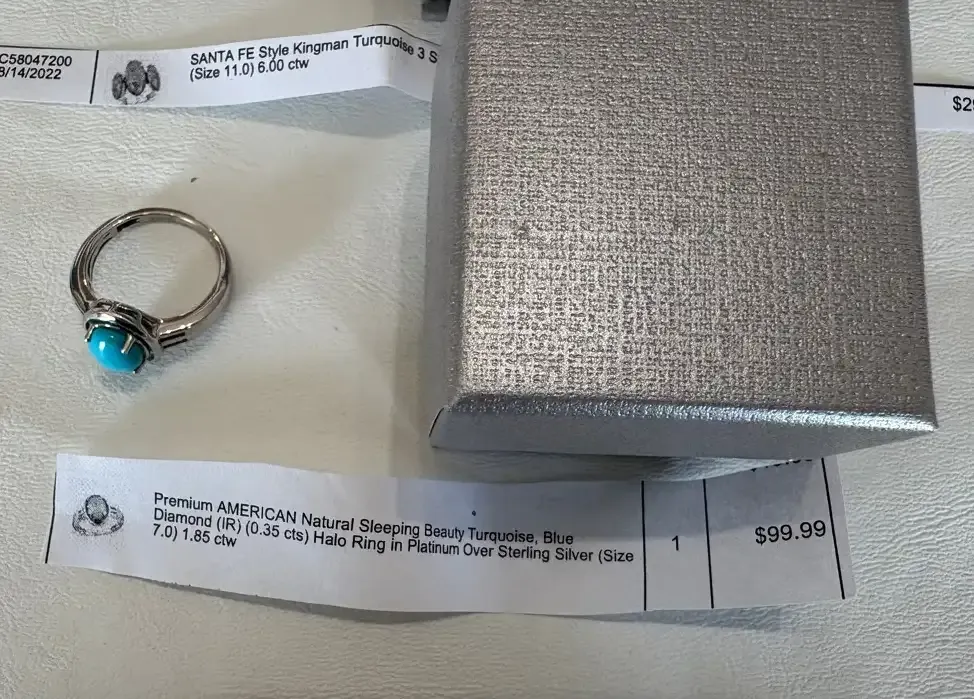 C58047200
8/14/2022
SANTA FE Style Kingman Turquoise 3 S
(Size 11.0) 6.00 ctw
Premium AMERICAN Natural Sleeping Beauty Turquoise, Blue
Diamond (IR) (0.35 cts) Halo Ring in Platinum Over Sterling Silver (Size
7.0) 1.85 ctw
1
$99.99